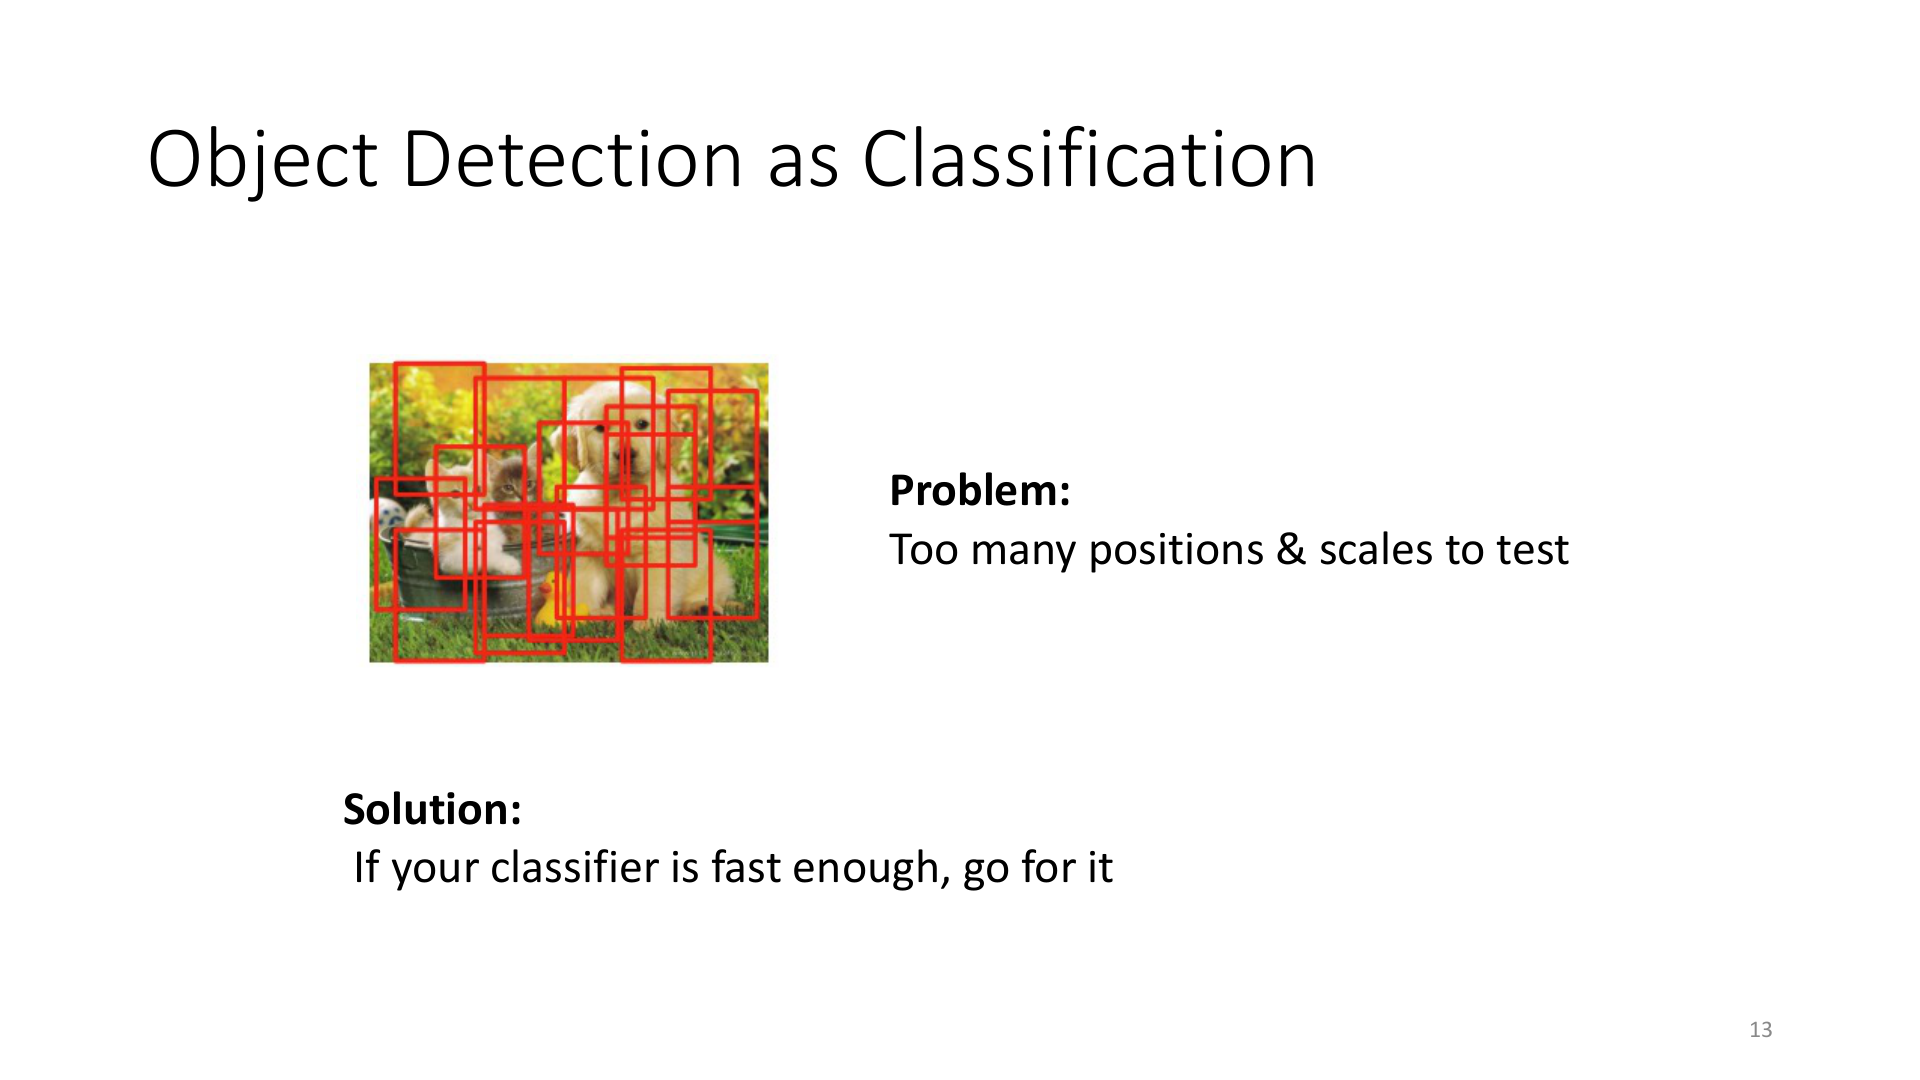 Object Detection as Classification
Problem:
Too many positions & scales to test
Solution:
If your classifier is fast enough, go for it
13